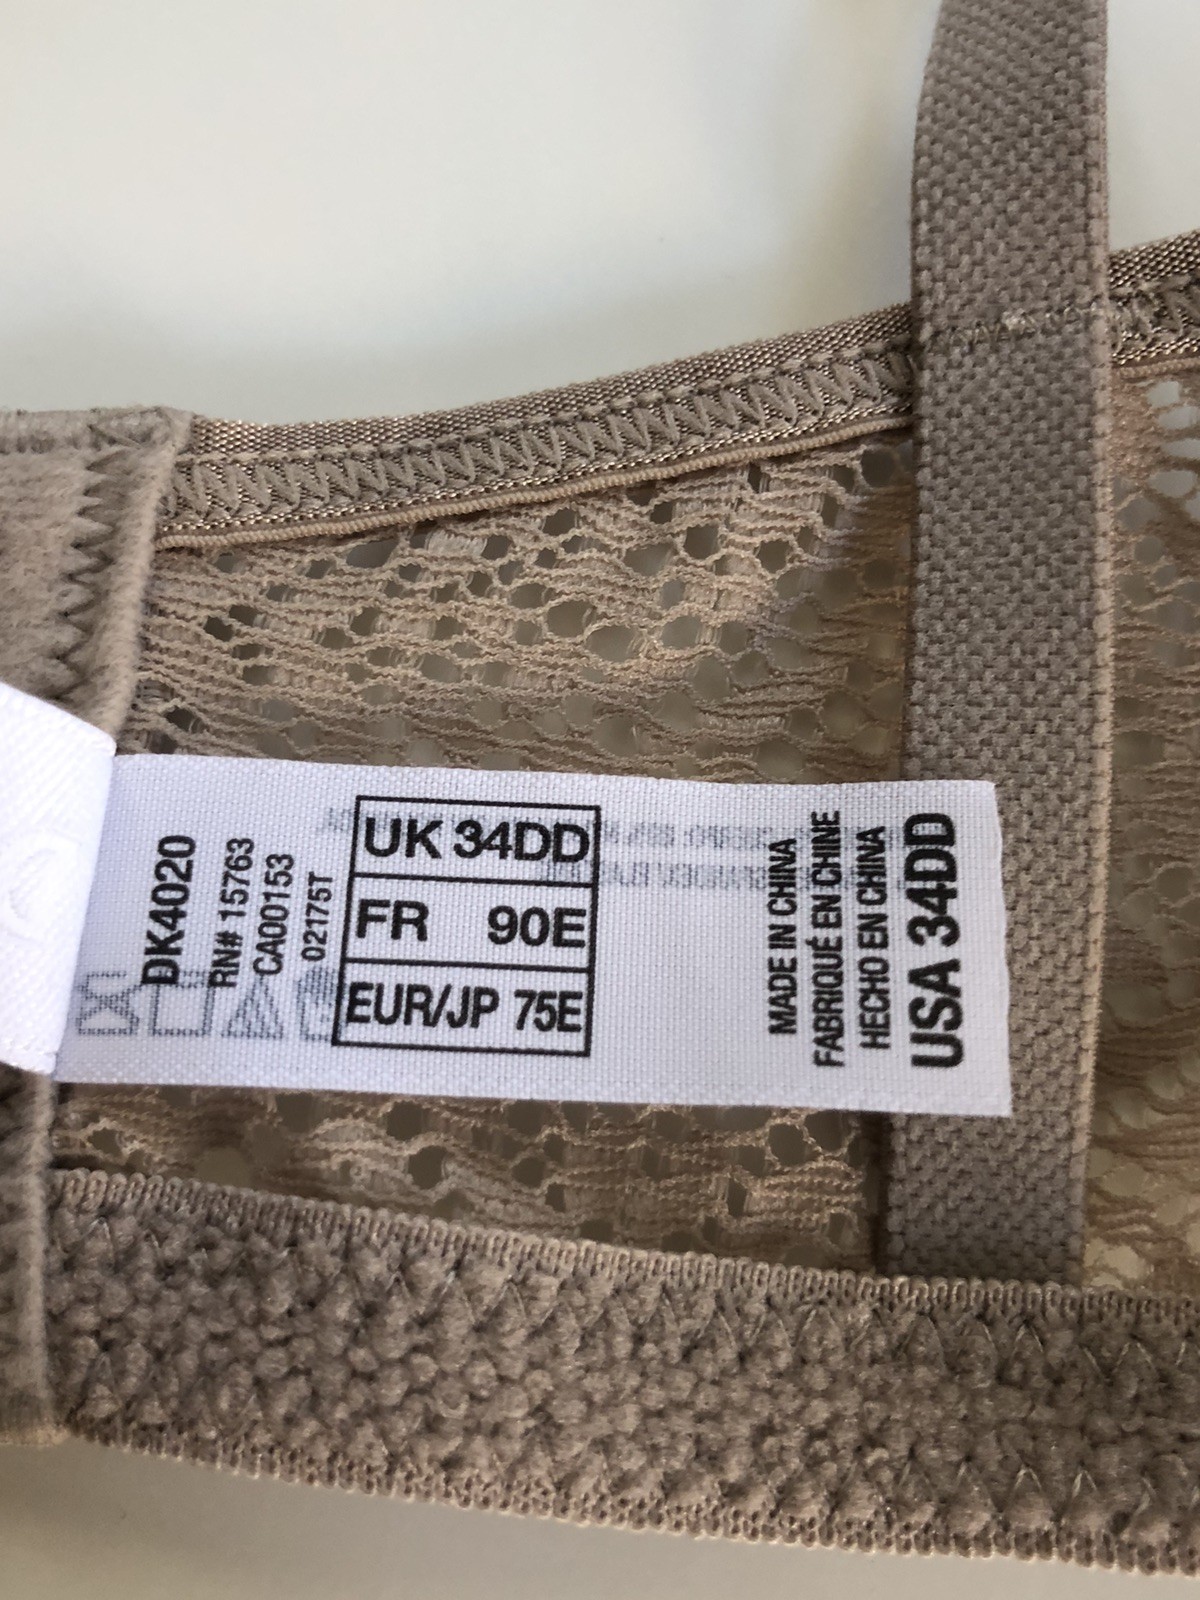 DK4020
RN# 15763
CA00153
02175T
UK 34DD
FR 90E
EUR/JP 75E
MADE IN CHINA
FABRIQUÉ EN CHINE
HECHO EN CHINA
USA 34DD